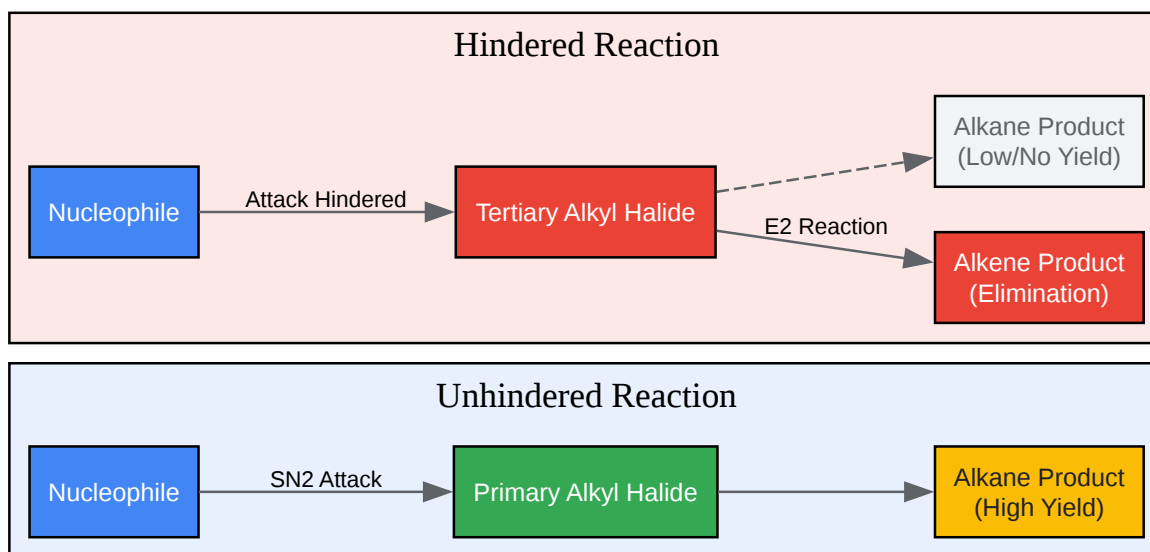 Hindered Reaction
Nucleophile
Attack Hindered
Tertiary Alkyl Halide
Alkane Product
(Low/No Yield)
E2 Reaction
Alkene Product
(Elimination)
Unhindered Reaction
Nucleophile
SN2 Attack
Primary Alkyl Halide
Alkane Product
(High Yield)